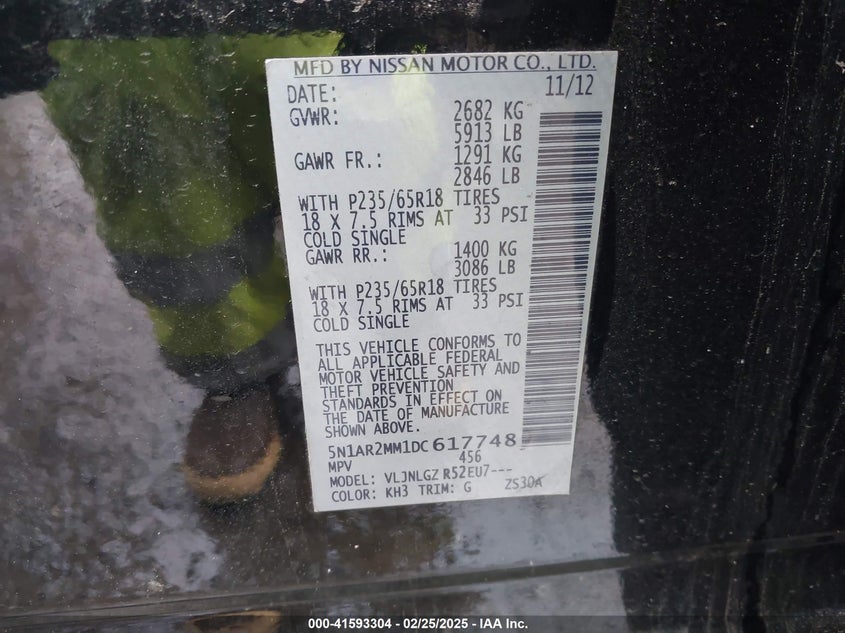 MFD BY NISSAN MOTOR CO., LTD.
DATE: 11/12
GVWR: 2682 KG
5913 LB
GAWR FR.: 1291 KG
2846 LB
WITH P235/65R18 TIRES
18 X 7.5 RIMS AT 33 PSI
COLD SINGLE
GAWR RR.: 1400 KG
3086 LB
WITH P235/65R18 TIRES
18 X 7.5 RIMS AT 33 PSI
COLD SINGLE
THIS VEHICLE CONFORMS TO
ALL APPLICABLE FEDERAL
MOTOR VEHICLE SAFETY AND
THEFT PREVENTION
STANDARDS IN EFFECT ON
THE DATE OF MANUFACTURE
SHOWN ABOVE.
5N1AR2MM1DC617748
MPV 456
MODEL: VLJNLGZ R52EU7---
COLOR: KH3 TRIM: G ZS30A
000-41593304 - 02/25/2025 - IAA Inc.